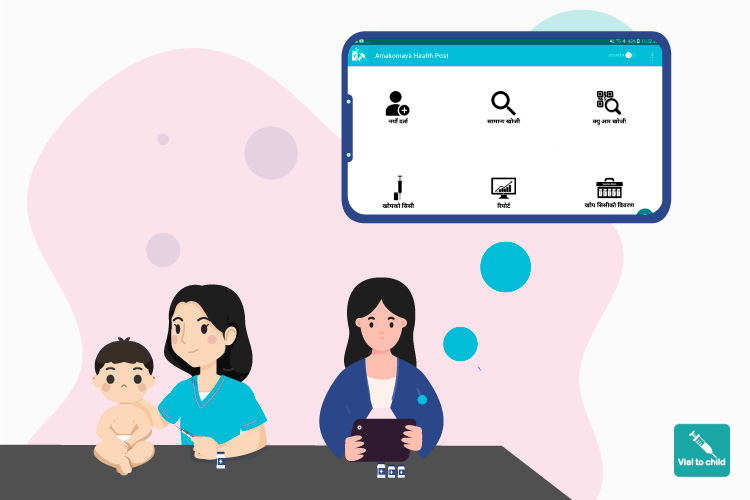 Amakomaya Health Post
नयाँ दर्ता
सामान्य खोजी
क्यु आर खोजी
खोपको सिसी
रिपोर्ट
खोप सिसीको विवरण
Vial to child